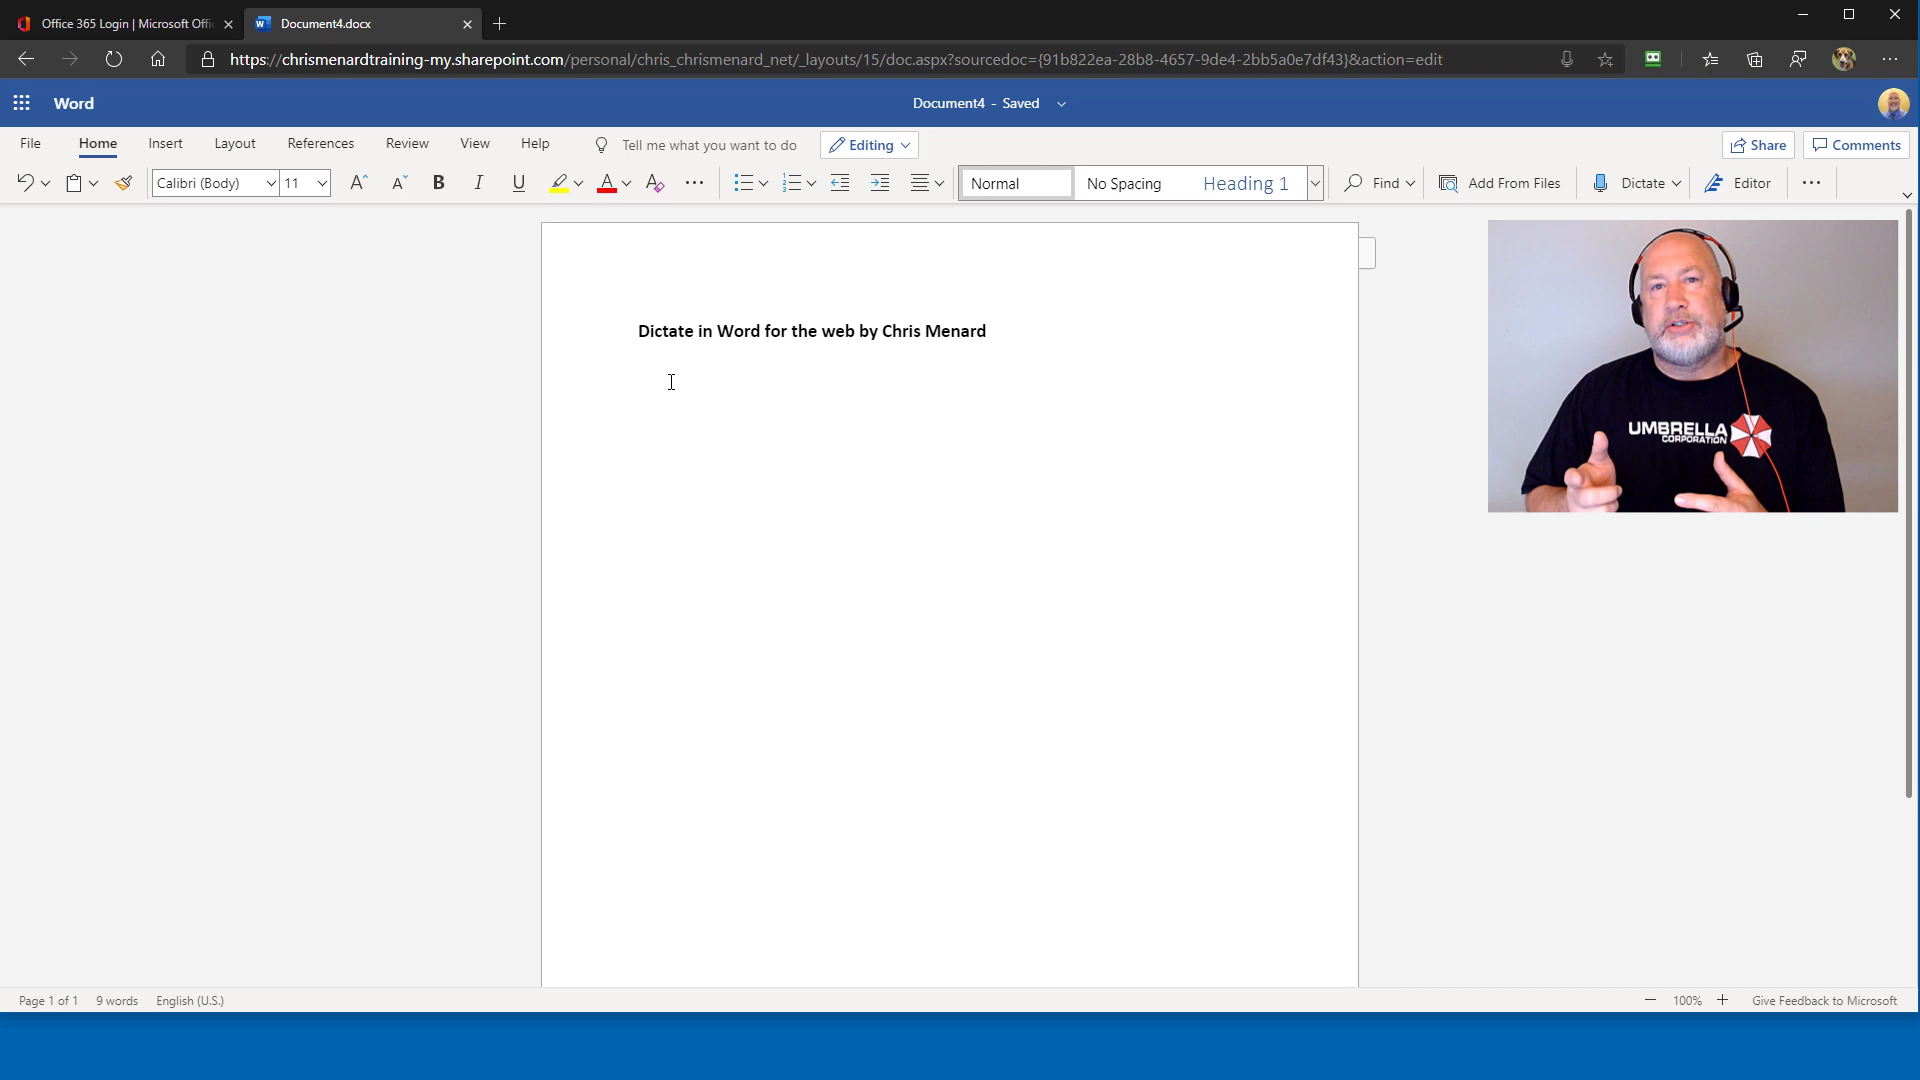 Office 365 Login | Microsoft Offi
Document4.docx
https://chrismenardtraining-my.sharepoint.com/personal/chris_chrismenard_net/_layouts/15/doc.aspx?sourcedoc={91b822ea-28b8-4657-9de4-2bb5a0e7df43}&action=edit
Word
Document4 - Saved
File Home Insert Layout References Review View Help Tell me what you want to do Editing Share Comments
Calibri (Body) 11 A A B I U A A Normal No Spacing Heading 1 Find Add From Files Dictate Editor
Dictate in Word for the web by Chris Menard
UMBRELLA
CORPORATION
Page 1 of 1 9 words English (U.S.) 100% Give Feedback to Microsoft